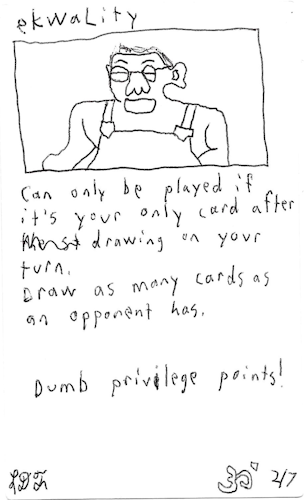 ekwaLity
Can only be played if
it's your only card after
drawing on your
turn.
Draw as many cards as
an opponent has.
Dumb privilege points!
ॐ 2/7